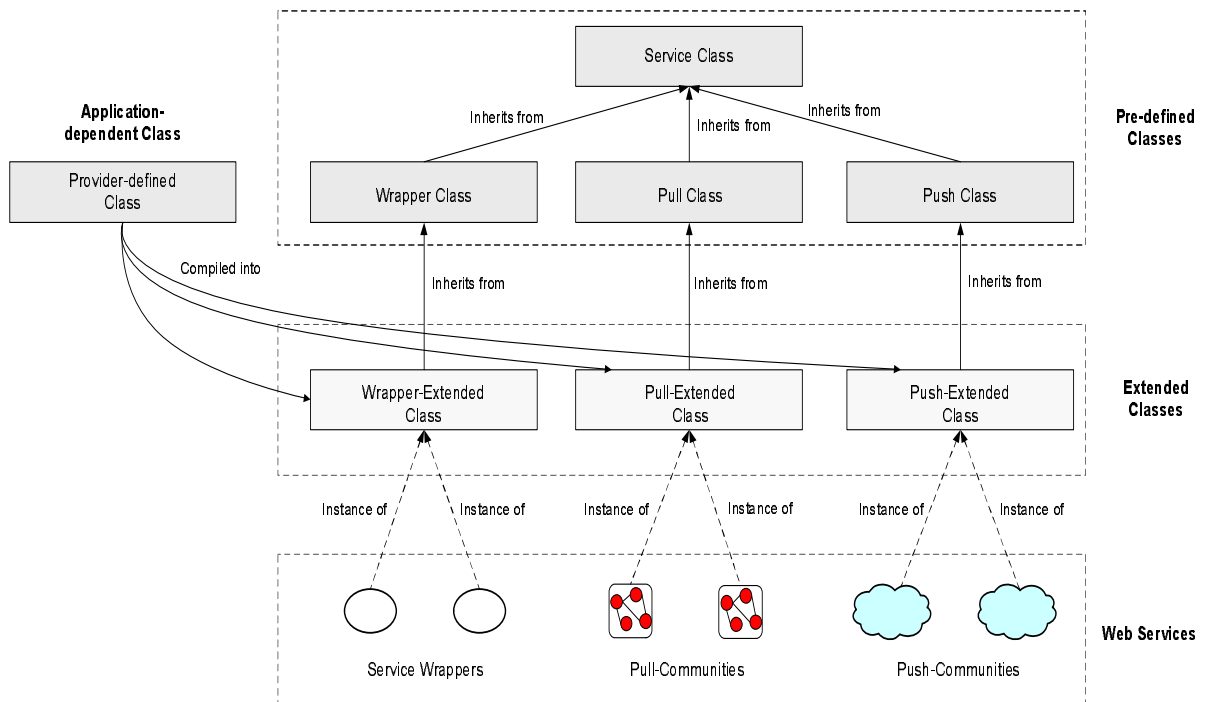 Service Class
Application-
dependent Class
Pre-defined
Classes
Inherits from
Inherits from
Inherits from
Provider-defined
Class
Wrapper Class
Pull Class
Push Class
Compiled into
Inherits from
Inherits from
Inherits from
Wrapper-Extended
Class
Pull-Extended
Class
Push-Extended
Class
Extended
Classes
Instance of
Instance of
Instance of
Instance of
Instance of
Instance of
Web Services
Service Wrappers
Pull-Communities
Push-Communities